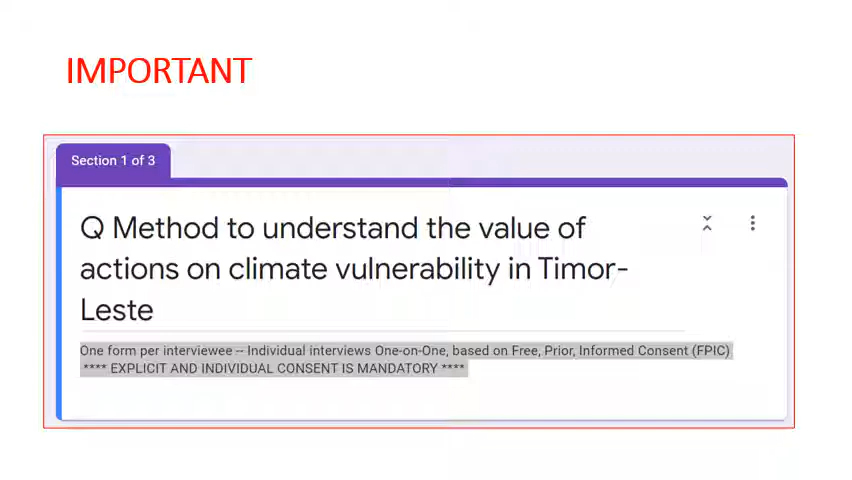 IMPORTANT
Section 1 of 3
Q Method to understand the value of
actions on climate vulnerability in Timor-
Leste
One form per interviewee -- Individual interviews One-on-One, based on Free, Prior, Informed Consent (FPIC)
**** EXPLICIT AND INDIVIDUAL CONSENT IS MANDATORY ****